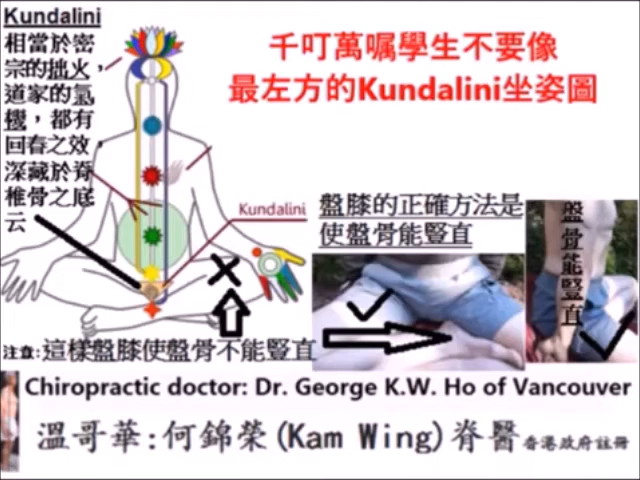 Kundalini
相當於密
宗的拙火，
道家的氣
機，都有
回春之效，
深藏於脊
椎骨之底
云
千叮萬嘱學生不要像
最左方的Kundalini坐姿圖
Kundalini
盤膝的正確方法是
使盤骨能豎直
盤骨能豎直
注意:這樣盤膝使盤骨不能豎直
Chiropractic doctor: Dr. George K.W. Ho of Vancouver
溫哥華:何錦榮(Kam Wing)脊醫香港政府註冊